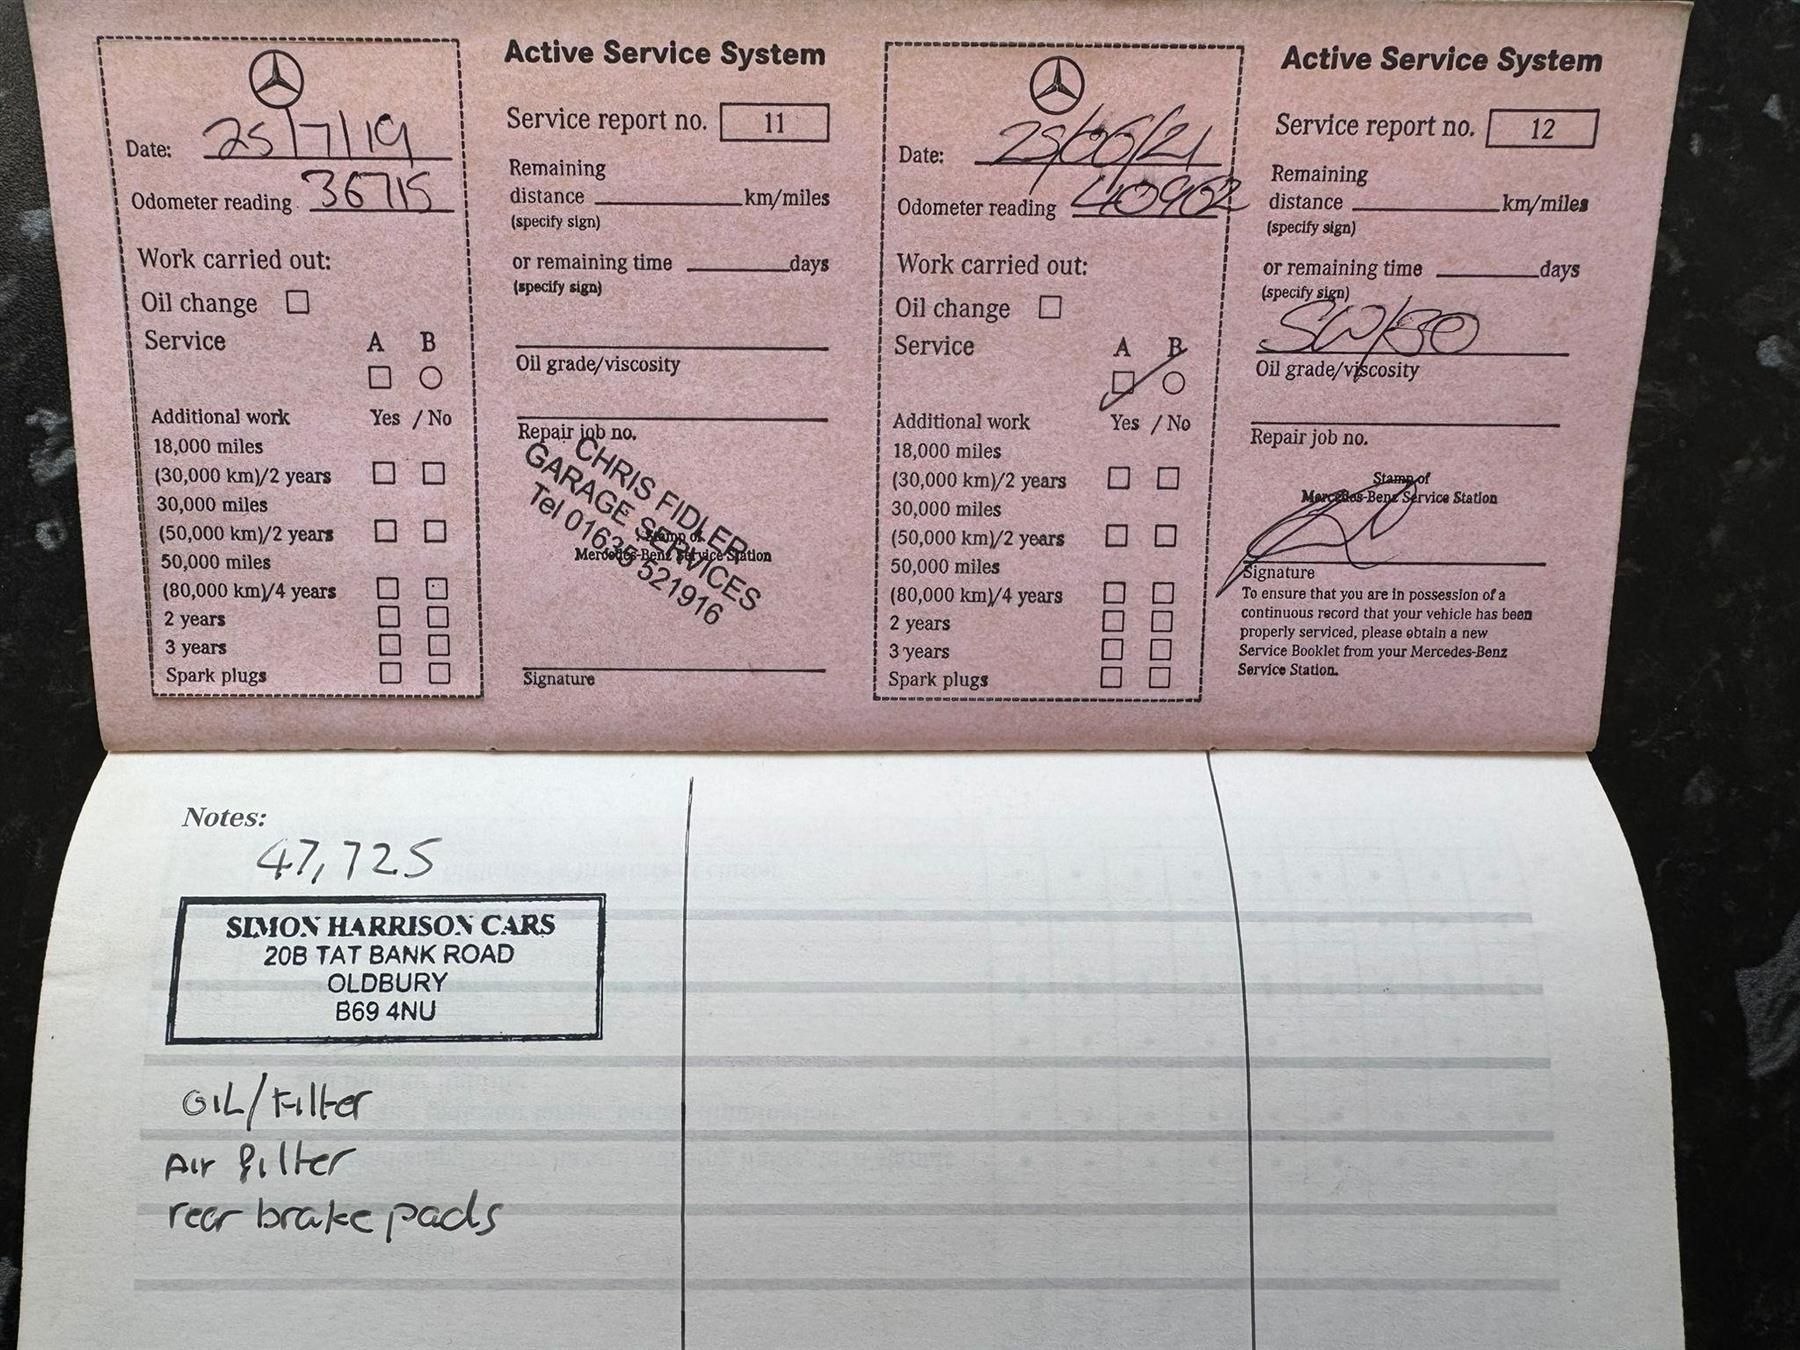 Date: 25/7/19
Odometer reading 36715
Work carried out:
Oil change
Service A B
Additional work Yes / No
18,000 miles
(30,000 km)/2 years
30,000 miles
(50,000 km)/2 years
50,000 miles
(80,000 km)/4 years
2 years
3 years
Spark plugs
Active Service System
Service report no. 11
Remaining
distance km/miles
(specify sign)
or remaining time days
(specify sign)
Oil grade/viscosity
Repair job no.
CHRIS FIDLER
GARAGE SERVICES
Tel 01635 521916
Stamp of
Mercedes-Benz Service Station
Signature
Date: 25/06/21
Odometer reading 40902
Work carried out:
Oil change
Service A B
Additional work Yes / No
18,000 miles
(30,000 km)/2 years
30,000 miles
(50,000 km)/2 years
50,000 miles
(80,000 km)/4 years
2 years
3 years
Spark plugs
Active Service System
Service report no. 12
Remaining
distance km/miles
(specify sign)
or remaining time days
(specify sign)
5W/30
Oil grade/viscosity
Repair job no.
Stamp of
Mercedes-Benz Service Station
Signature
To ensure that you are in possession of a
continuous record that your vehicle has been
properly serviced, please obtain a new
Service Booklet from your Mercedes-Benz
Service Station.
Notes:
47,725
SIMON HARRISON CARS
20B TAT BANK ROAD
OLDBURY
B69 4NU
OIL/Filter
Air filter
rear brake pads